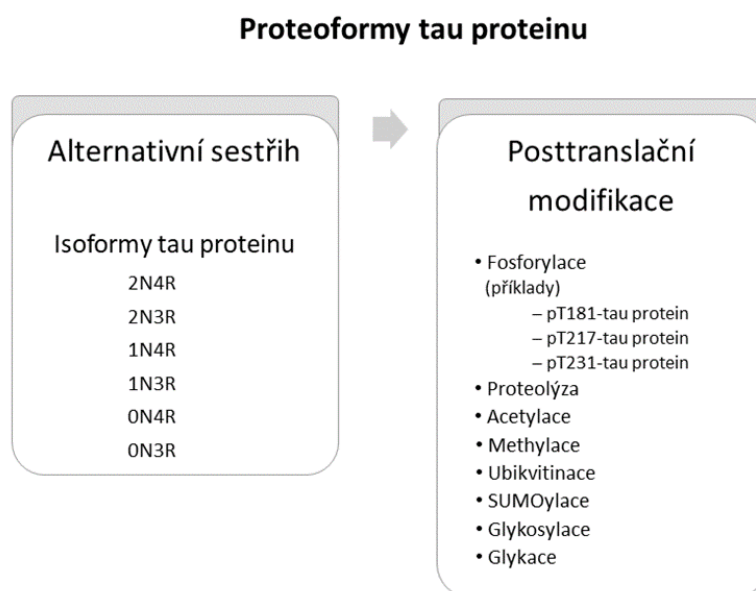 Proteoformy tau proteinu
Alternativní sestřih
Isoformy tau proteinu
2N4R
2N3R
1N4R
1N3R
0N4R
0N3R
Posttranslační
modifikace
• Fosforylace
(příklady)
– pT181-tau protein
– pT217-tau protein
– pT231-tau protein
• Proteolýza
• Acetylace
• Methylace
• Ubikvitinace
• SUMOylace
• Glykosylace
• Glykace